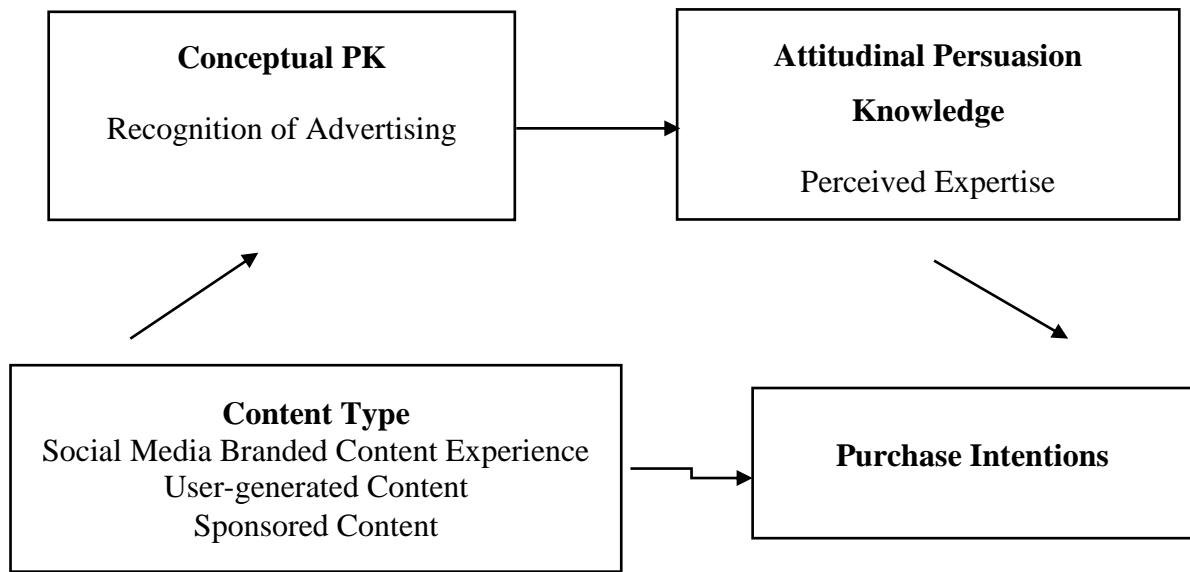 Conceptual PK
Recognition of Advertising
Attitudinal Persuasion
Knowledge
Perceived Expertise
Content Type
Social Media Branded Content Experience
User-generated Content
Sponsored Content
Purchase Intentions